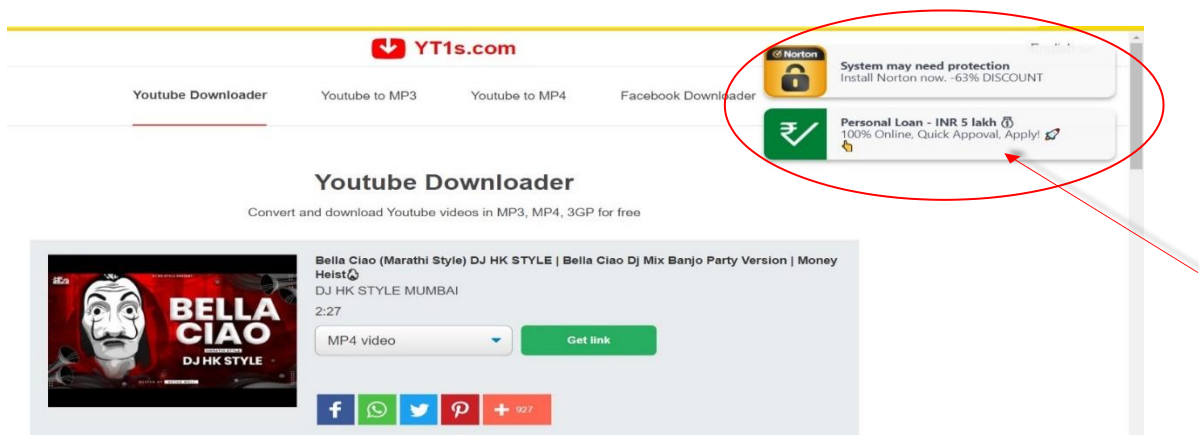 YT1s.com
Norton
System may need protection
Install Norton now. -63% DISCOUNT
Youtube Downloader
Youtube to MP3
Youtube to MP4
Facebook Downloader
Personal Loan - INR 5 lakh
100% Online, Quick Appoval, Apply! 🚀
👆
Youtube Downloader
Convert and download Youtube videos in MP3, MP4, 3GP for free
Bella Ciao (Marathi Style) DJ HK STYLE | Bella Ciao Dj Mix Banjo Party Version | Money
Heist
DJ HK STYLE MUMBAI
2:27
MP4 video
Get link
BELLA
CIAO
DJ HK STYLE
927